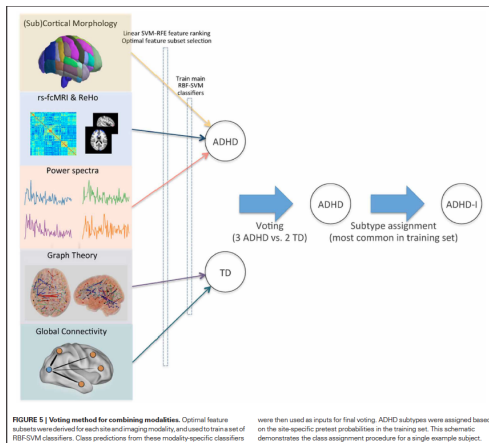 (Sub)Cortical Morphology
Linear SVM-RFE feature ranking
Optimal feature subset selection
Train main
RBF-SVM
classifiers
rs-fcMRI & ReHo
ADHD
Power spectra
Voting
(3 ADHD vs. 2 TD)
ADHD
Subtype assignment
(most common in training set)
ADHD-I
Graph Theory
TD
Global Connectivity
FIGURE 5 | Voting method for combining modalities. Optimal feature
subsets were derived for each site and imaging modality, and used to train a set of
RBF-SVM classifiers. Class predictions from these modality-specific classifiers
were then used as inputs for final voting. ADHD subtypes were assigned based
on the site-specific pretest probabilities in the training set. This schematic
demonstrates the class assignment procedure for a single example subject.